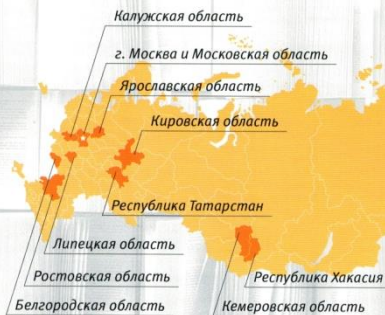 Калужская область
г. Москва и Московская область
Ярославская область
Кировская область
Республика Татарстан
Липецкая область
Ростовская область
Республика Хакасия
Белгородская область
Кемеровская область